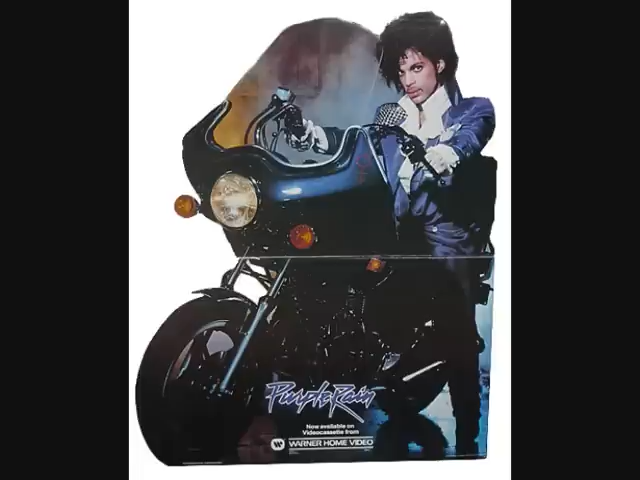 Purple Rain
Now available on
Videocassette from
WARNER HOME VIDEO